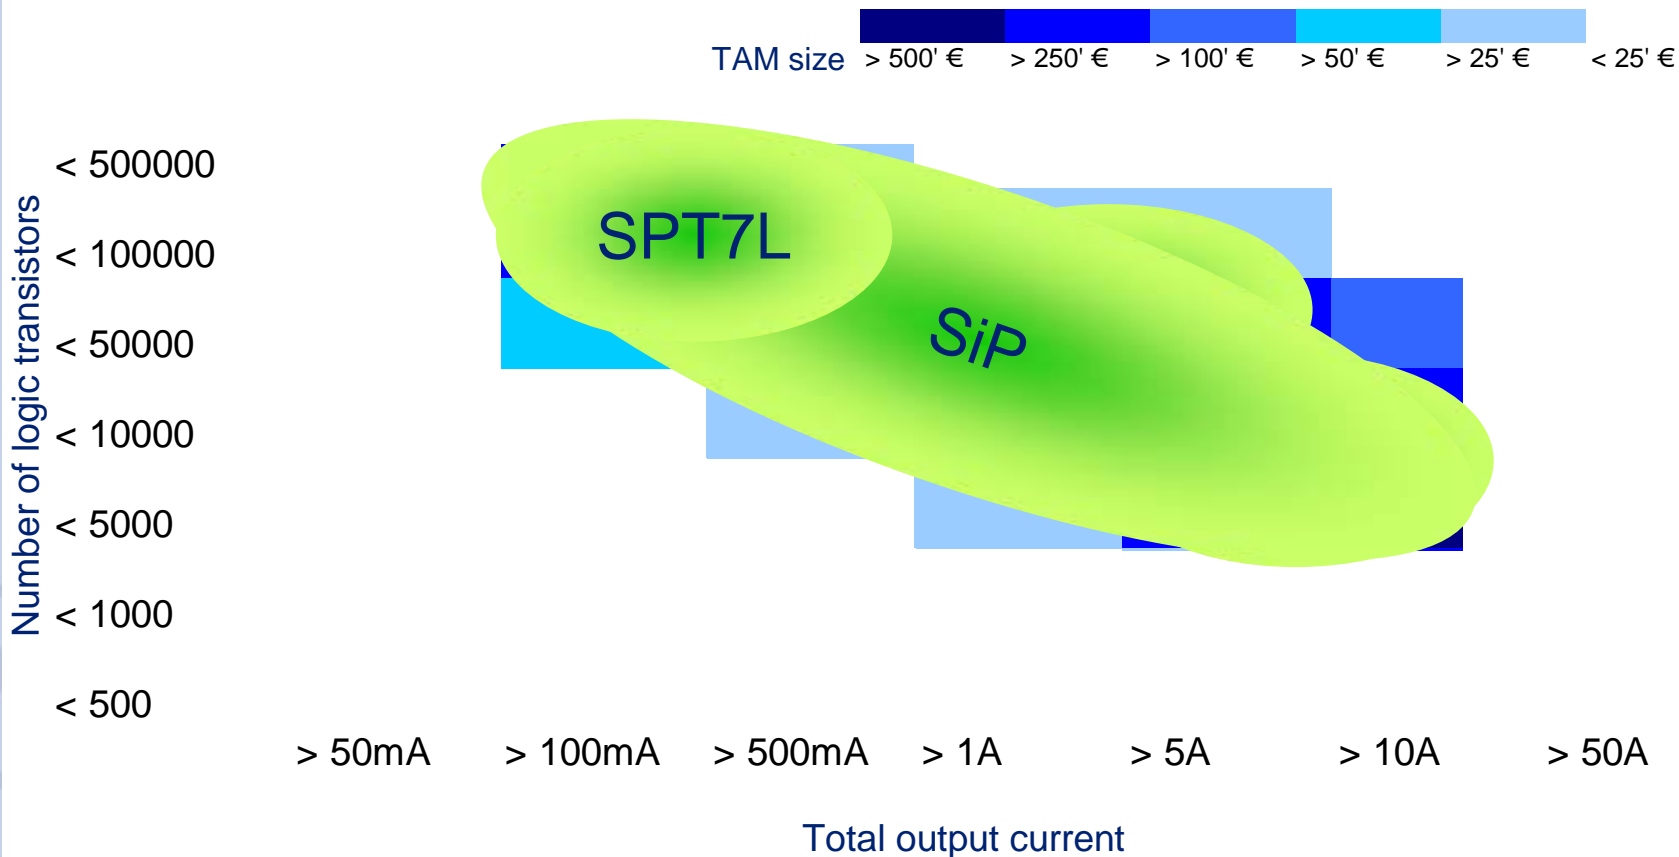 TAM size > 500' € > 250' € > 100' € > 50' € > 25' € < 25' €
Number of logic transistors
< 500000
< 100000
< 50000
< 10000
< 5000
< 1000
< 500
SPT7L
SiP
> 50mA > 100mA > 500mA > 1A > 5A > 10A > 50A
Total output current